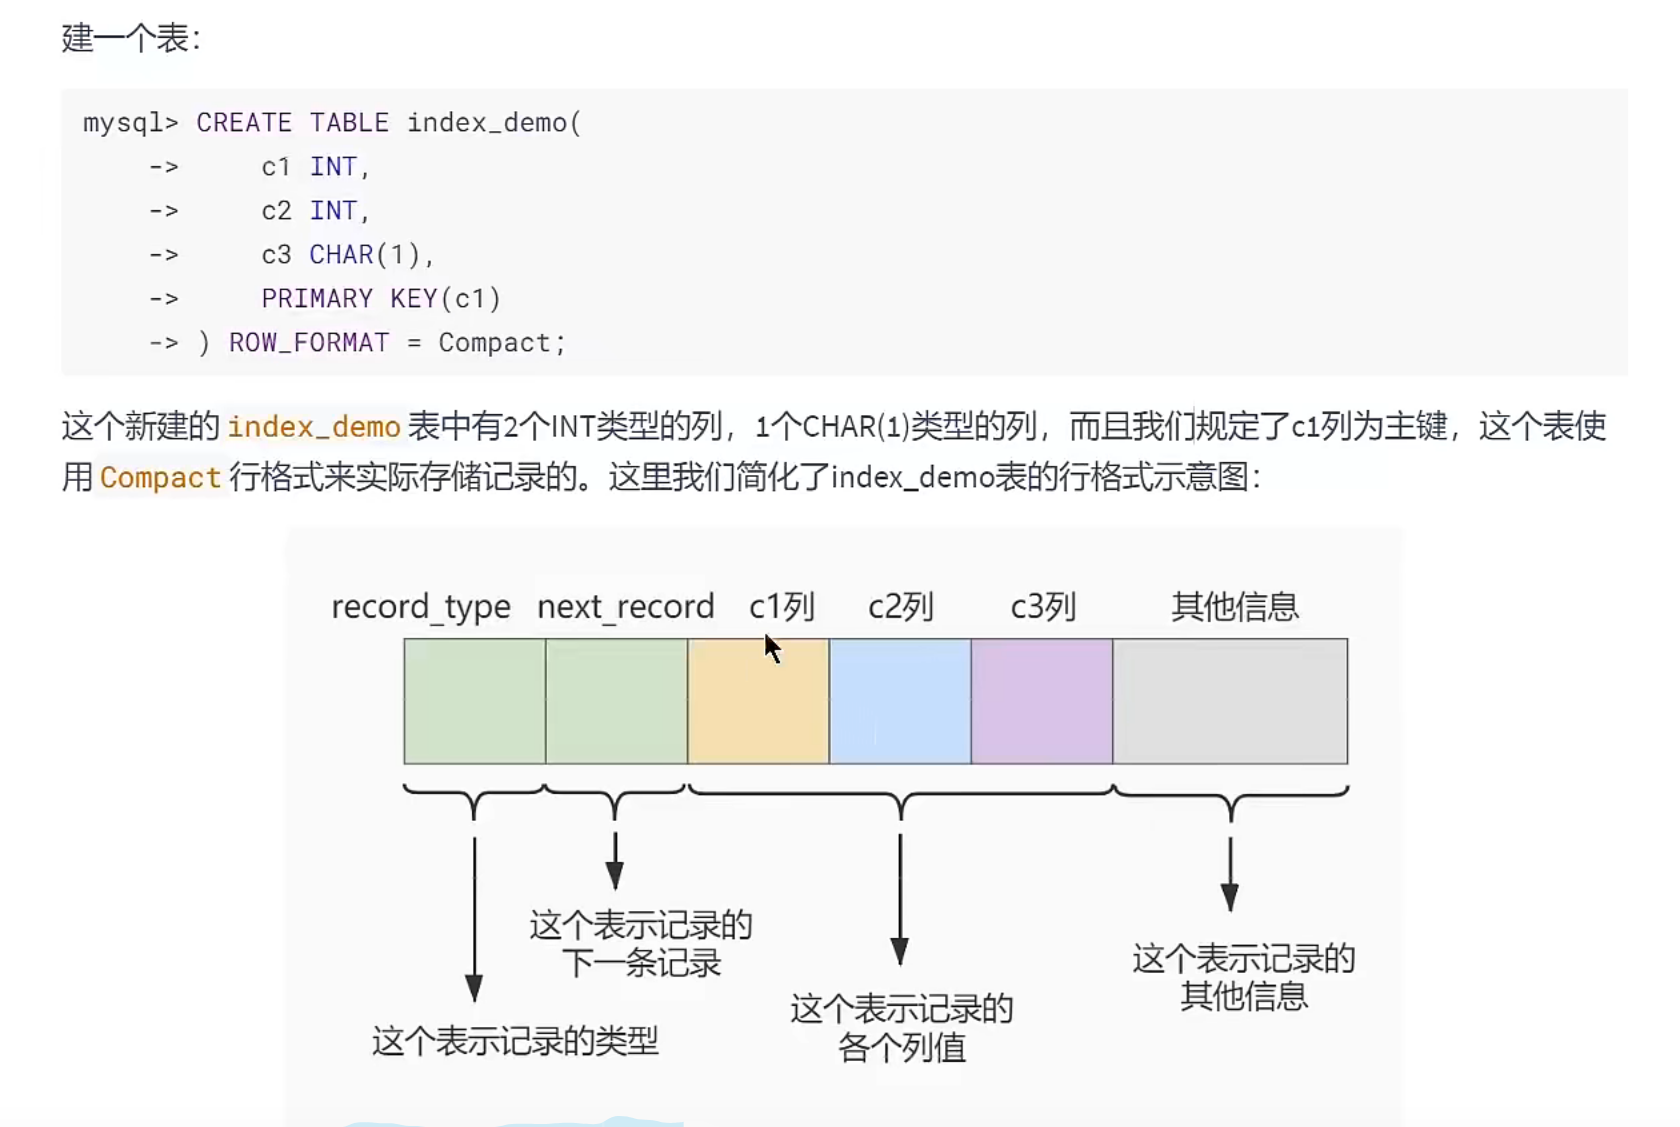 建一个表：
mysql> CREATE TABLE index_demo(
-> c1 INT,
-> c2 INT,
-> c3 CHAR(1),
-> PRIMARY KEY(c1)
-> ) ROW_FORMAT = Compact;
这个新建的 index_demo 表中有2个INT类型的列，1个CHAR(1)类型的列，而且我们规定了c1列为主键，这个表使
用 Compact 行格式来实际存储记录的。这里我们简化了index_demo表的行格式示意图：
record_type next_record c1列 c2列 c3列 其他信息
这个表示记录的
下一条记录
这个表示记录的
其他信息
这个表示记录的
各个列值
这个表示记录的类型